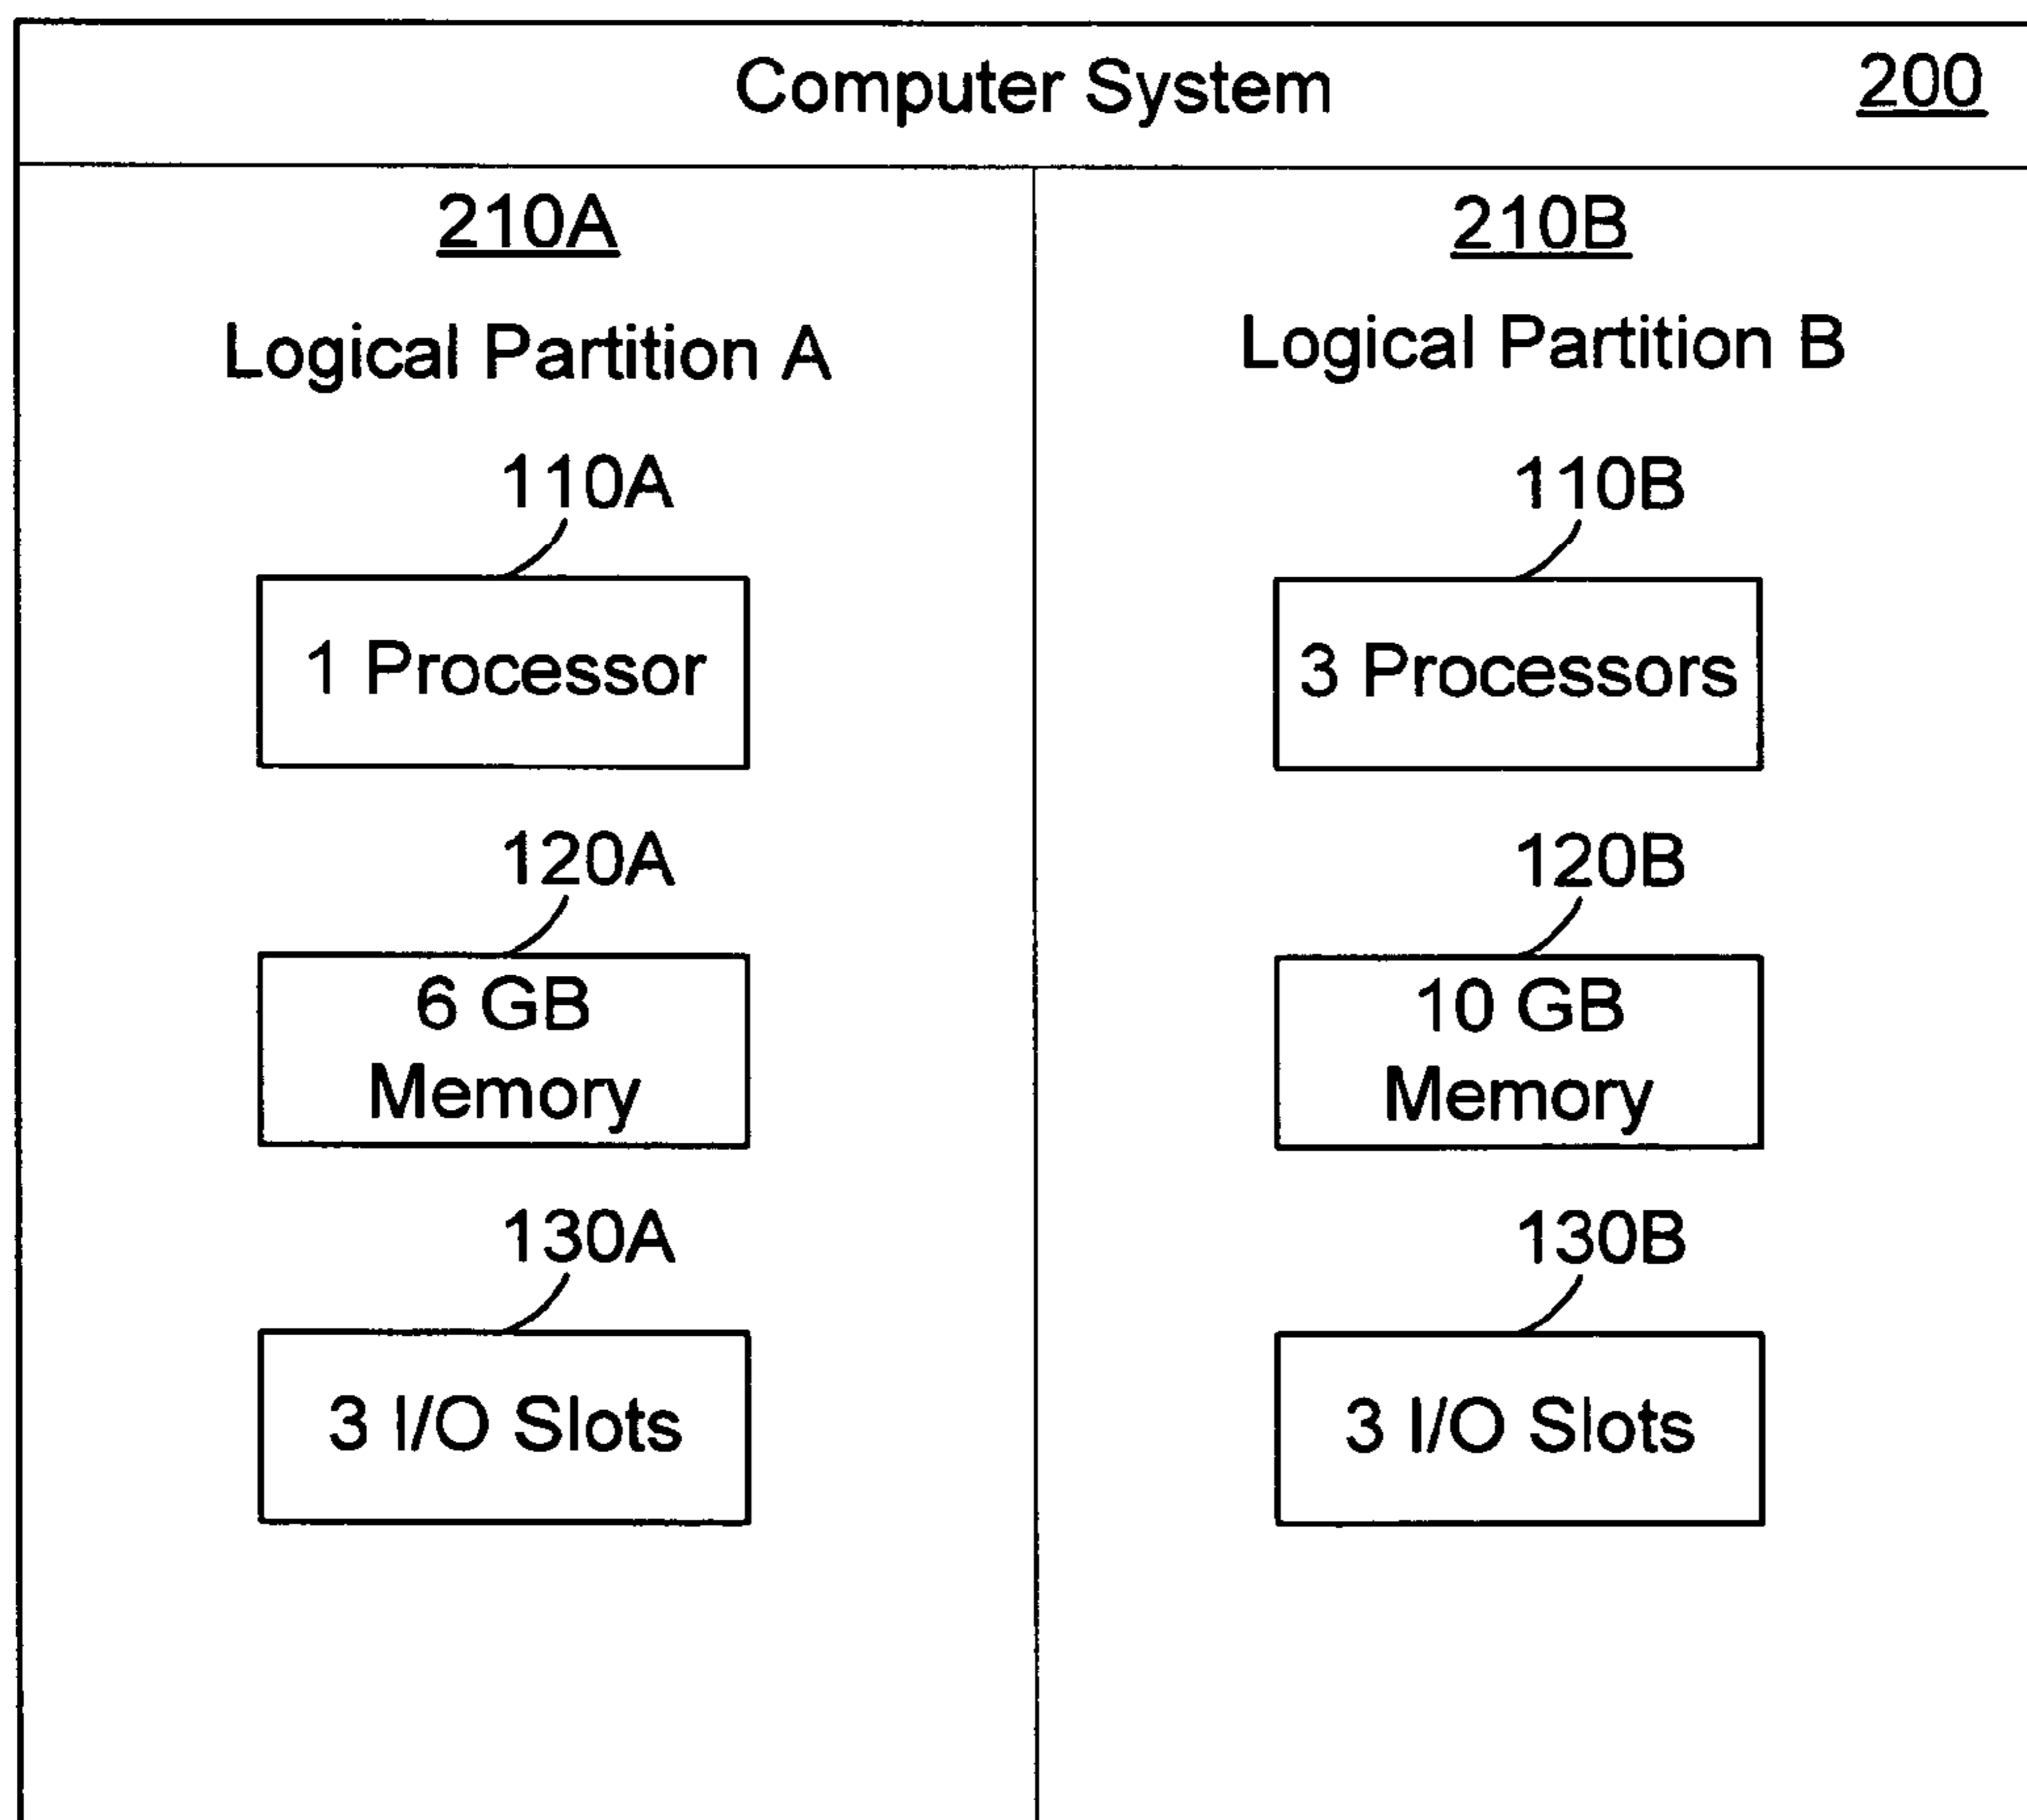 Computer System
200
210A
Logical Partition A
110A
1 Processor
120A
6 GB
Memory
130A
3 I/O Slots
210B
Logical Partition B
110B
3 Processors
120B
10 GB
Memory
130B
3 I/O Slots